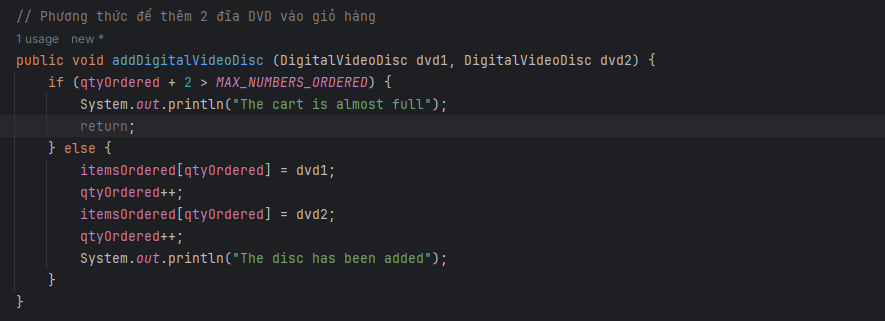 // Phương thức để thêm 2 đĩa DVD vào giỏ hàng
1 usage   new *
public void addDigitalVideoDisc (DigitalVideoDisc dvd1, DigitalVideoDisc dvd2) {
    if (qtyOrdered + 2 > MAX_NUMBERS_ORDERED) {
        System.out.println("The cart is almost full");
        return;
    } else {
        itemsOrdered[qtyOrdered] = dvd1;
        qtyOrdered++;
        itemsOrdered[qtyOrdered] = dvd2;
        qtyOrdered++;
        System.out.println("The disc has been added");
    }
}